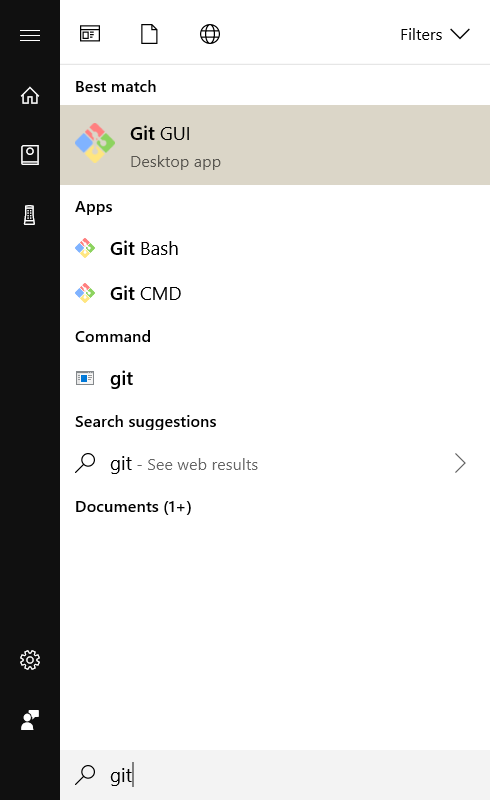 Filters
Best match
Git GUI
Desktop app
Apps
Git Bash
Git CMD
Command
git
Search suggestions
git - See web results
Documents (1+)
git